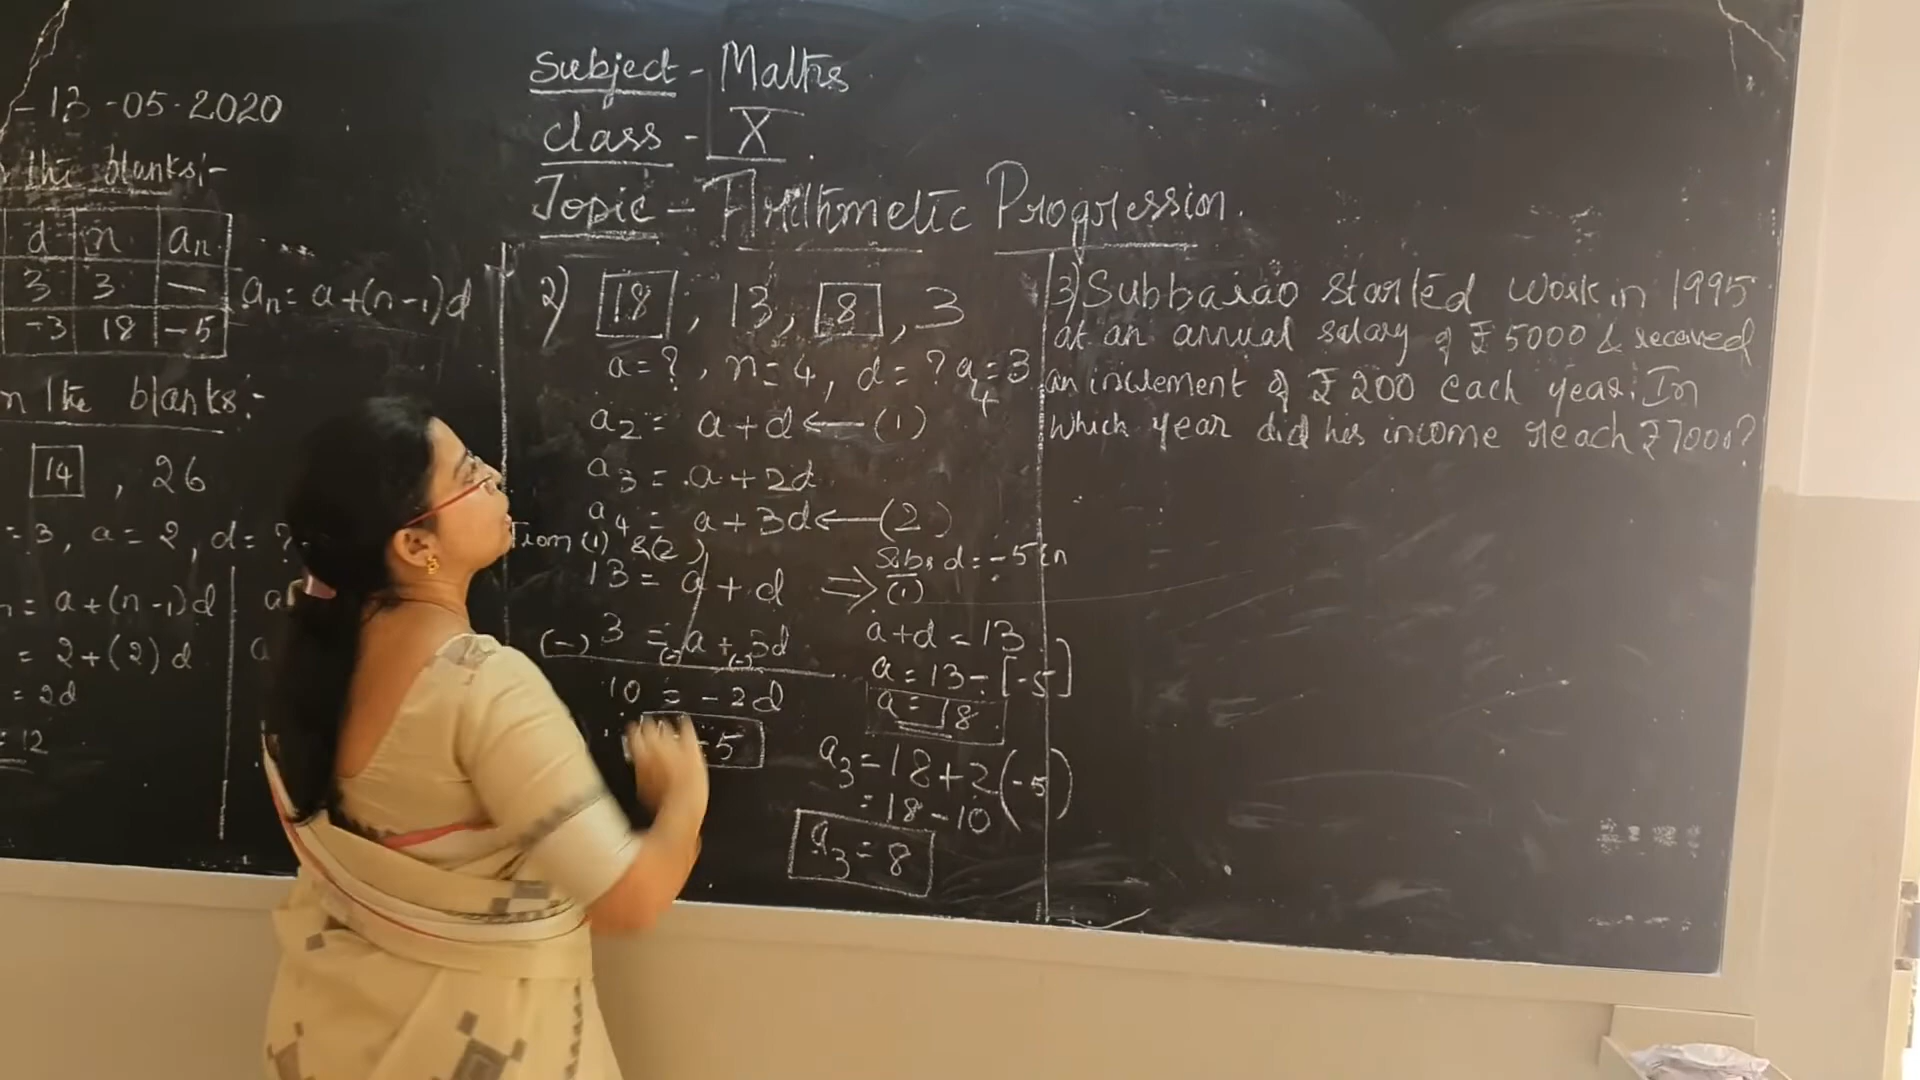 Subject - Maths
Class - X
Topic - Arithmetic Progression.
- 13-05-2020
the blanks:-
d n an
3 3 —
-3 18 -5
an = a+(n-1)d
the blanks:-
14 , 26
=3, a=2, d=?
= a+(n-1)d
= 2+(2)d
= 2d
= 12
2) 18, 13, 8, 3
a=?, n=4, d=? a4=3
a2 = a+d ← (1)
a3 = a+2d
a4 = a+3d ← (2)
From (1) & (2)
13 = a+d ⇒
(-) 3 = a+3d
(-) (-)
10 = -2d
-5
Subs d=-5 in
(1)
a+d = 13
a = 13-[-5]
a = 18
a3 = 18+2(-5)
= 18-10
a3 = 8
3) Subbarao started work in 1995
at an annual salary of ₹ 5000 & received
an increment of ₹ 200 each year. In
which year did his income reach ₹ 7000?